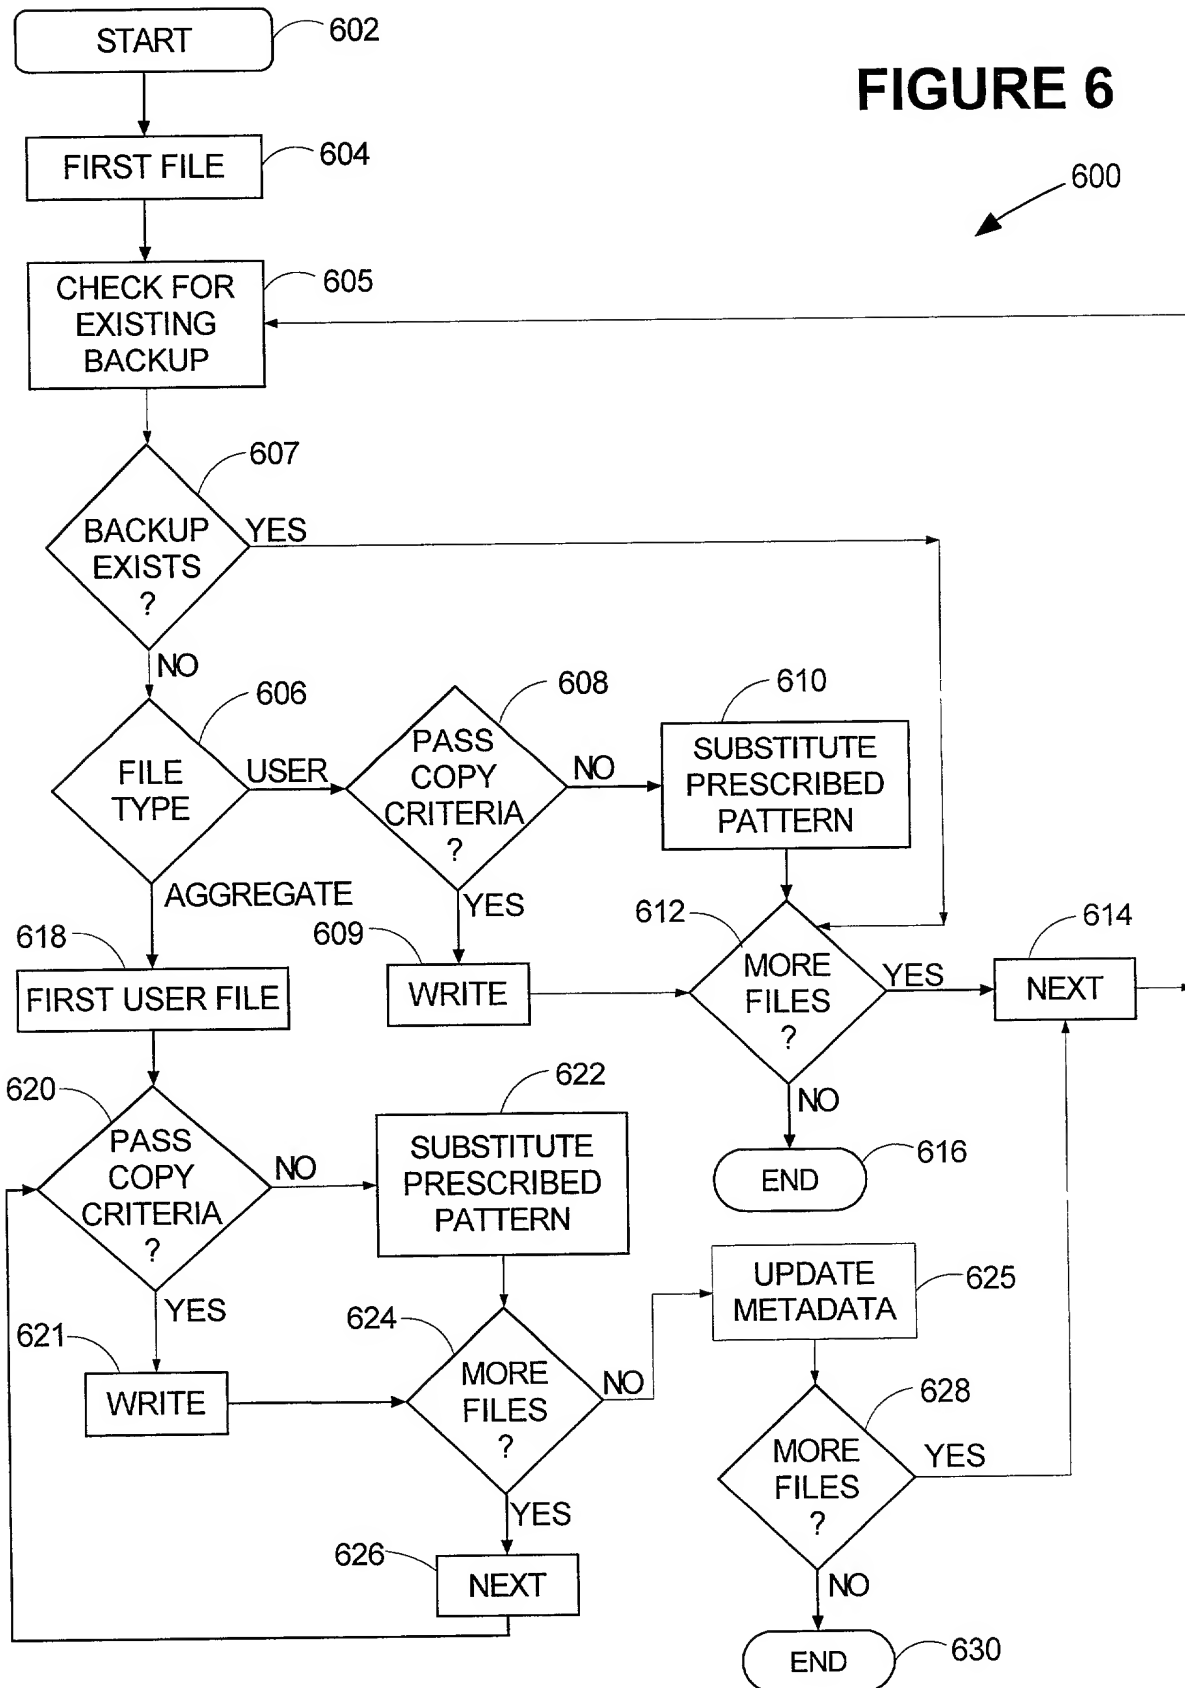 START
602
FIGURE 6
FIRST FILE
604
600
CHECK FOR
EXISTING
BACKUP
605
607
BACKUP
EXISTS
?
YES
NO
606
FILE
TYPE
USER
608
PASS
COPY
CRITERIA
?
NO
610
SUBSTITUTE
PRESCRIBED
PATTERN
AGGREGATE
YES
618
FIRST USER FILE
609
WRITE
612
MORE
FILES
?
YES
614
NEXT
NO
616
END
620
PASS
COPY
CRITERIA
?
NO
622
SUBSTITUTE
PRESCRIBED
PATTERN
YES
621
WRITE
624
MORE
FILES
?
NO
625
UPDATE
METADATA
628
MORE
FILES
?
YES
YES
626
NEXT
NO
630
END